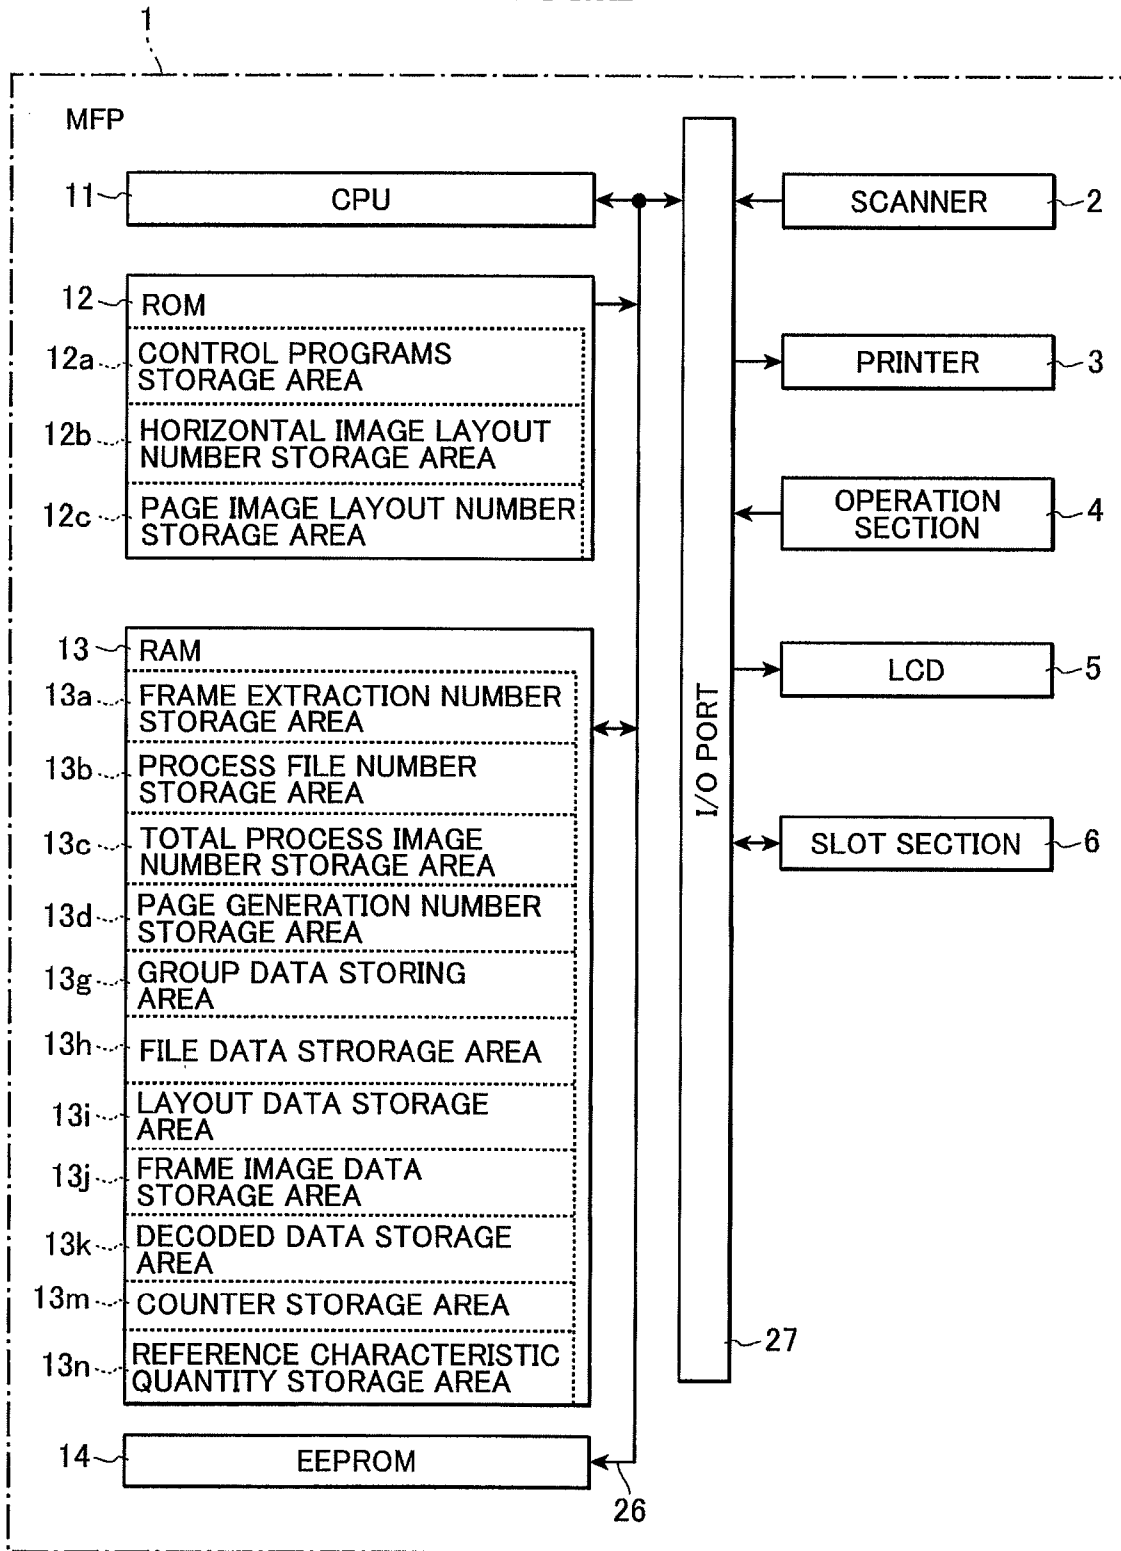 1
MFP
11
CPU
SCANNER
2
12
ROM
12a
CONTROL PROGRAMS
STORAGE AREA
PRINTER
3
12b
HORIZONTAL IMAGE LAYOUT
NUMBER STORAGE AREA
12c
PAGE IMAGE LAYOUT NUMBER
STORAGE AREA
OPERATION
SECTION
4
13
RAM
13a
FRAME EXTRACTION NUMBER
STORAGE AREA
LCD
5
13b
PROCESS FILE NUMBER
STORAGE AREA
I/O PORT
13c
TOTAL PROCESS IMAGE
NUMBER STORAGE AREA
SLOT SECTION
6
13d
PAGE GENERATION NUMBER
STORAGE AREA
13g
GROUP DATA STORING
AREA
13h
FILE DATA STRORAGE AREA
13i
LAYOUT DATA STORAGE
AREA
13j
FRAME IMAGE DATA
STORAGE AREA
13k
DECODED DATA STORAGE
AREA
13m
COUNTER STORAGE AREA
13n
REFERENCE CHARACTERISTIC
QUANTITY STORAGE AREA
27
14
EEPROM
26